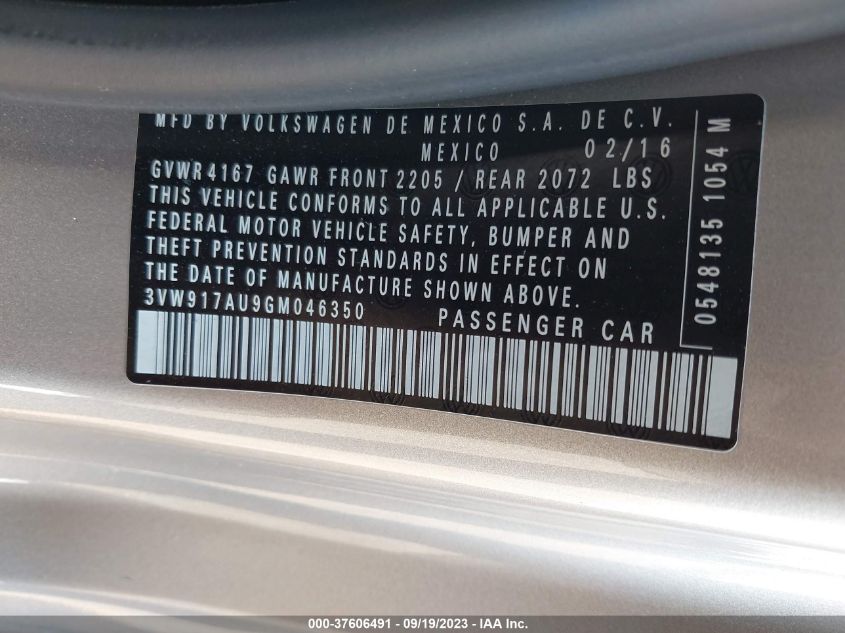 MFD BY VOLKSWAGEN DE MEXICO S.A. DE C.V.
MEXICO 02/16
GVWR 4167 GAWR FRONT 2205 / REAR 2072 LBS
THIS VEHICLE CONFORMS TO ALL APPLICABLE U.S.
FEDERAL MOTOR VEHICLE SAFETY, BUMPER AND
THEFT PREVENTION STANDARDS IN EFFECT ON
THE DATE OF MANUFACTURE SHOWN ABOVE.
3VW917AU9GM046350 PASSENGER CAR
0548135 1054 M
000-37606491 - 09/19/2023 - IAA Inc.